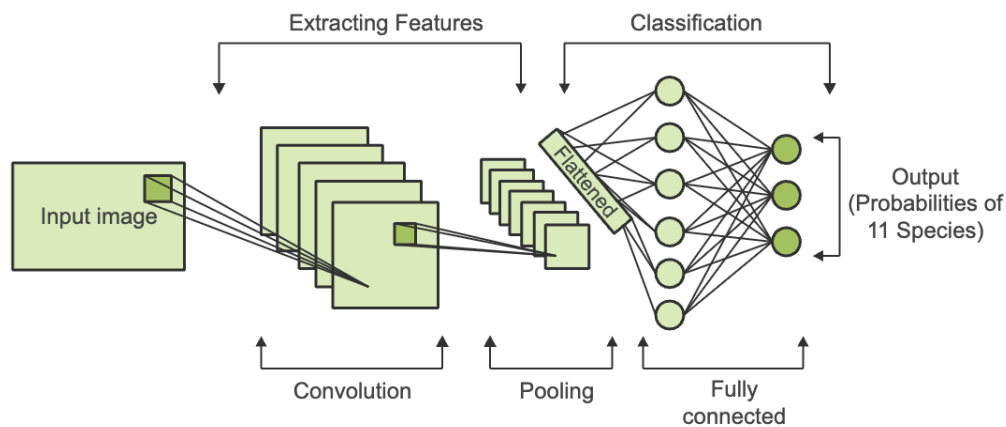 Extracting Features
Classification
Input image
Flattened
Output
(Probabilities of
11 Species)
Convolution
Pooling
Fully
connected